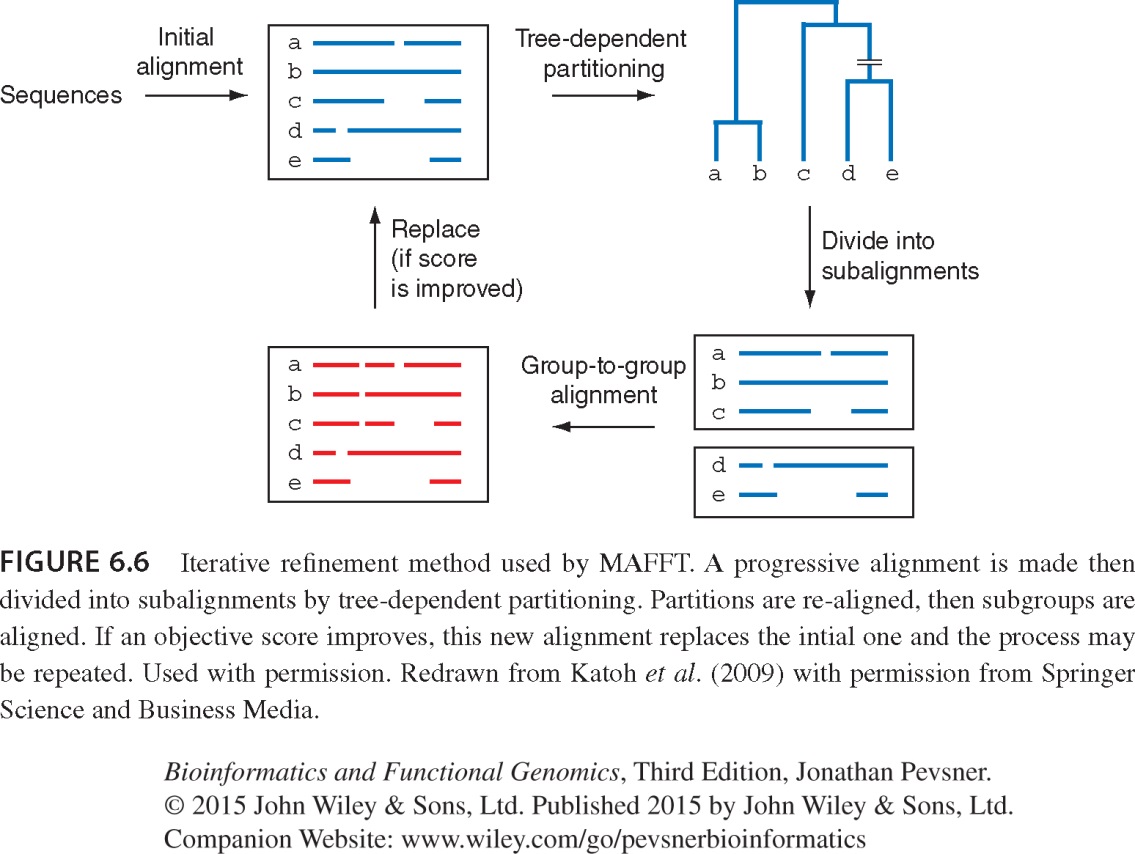 Initial
alignment
Sequences
a
b
c
d
e
Tree-dependent
partitioning
a b c d e
Divide into
subalignments
a
b
c
d
e
Group-to-group
alignment
a
b
c
d
e
Replace
(if score
is improved)
FIGURE 6.6 Iterative refinement method used by MAFFT. A progressive alignment is made then
divided into subalignments by tree-dependent partitioning. Partitions are re-aligned, then subgroups are
aligned. If an objective score improves, this new alignment replaces the intial one and the process may
be repeated. Used with permission. Redrawn from Katoh et al. (2009) with permission from Springer
Science and Business Media.
Bioinformatics and Functional Genomics, Third Edition, Jonathan Pevsner.
© 2015 John Wiley & Sons, Ltd. Published 2015 by John Wiley & Sons, Ltd.
Companion Website: www.wiley.com/go/pevsnerbioinformatics